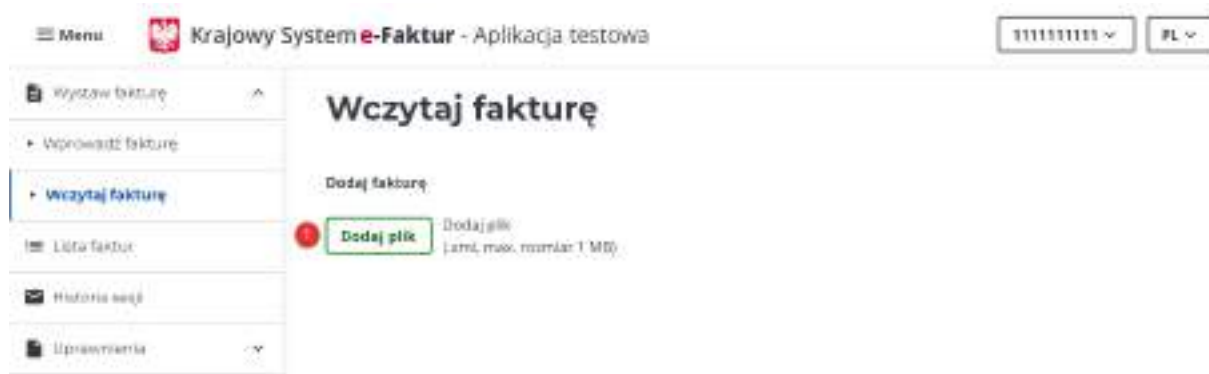 Menu
Krajowy System e-Faktur - Aplikacja testowa
1111111111
PL
Wystaw fakturę
Wprowadź fakturę
Wczytaj fakturę
Lista faktur
Historia sesji
Uprawnienia
Wczytaj fakturę
Dodaj fakturę
1
Dodaj plik
Dodaj plik
(.xml, max. rozmiar 1 MB)